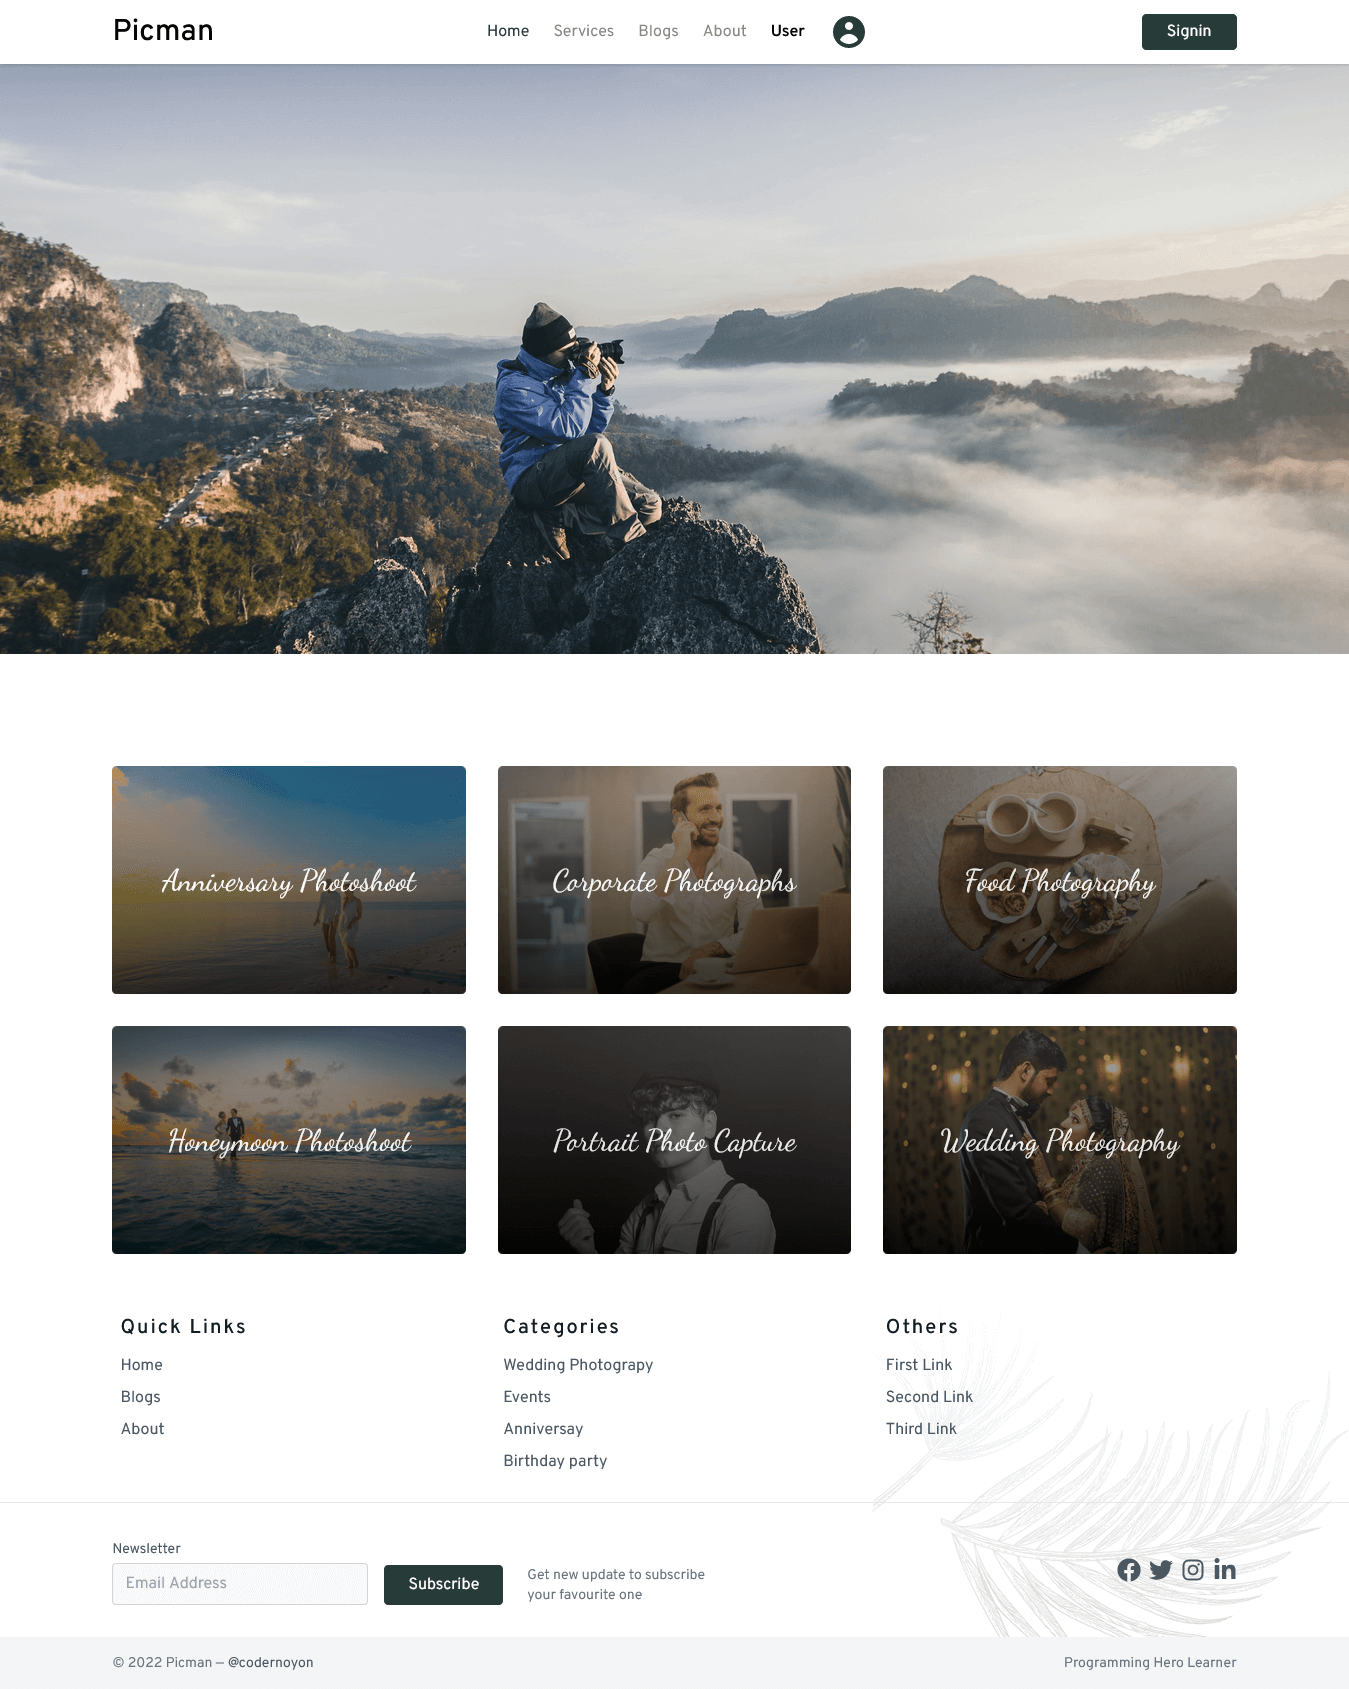 Picman
Home Services Blogs About User
Signin
Anniversary Photoshoot
Corporate Photographs
Food Photography
Honeymoon Photoshoot
Portrait Photo Capture
Wedding Photography
Quick Links
Home
Blogs
About
Categories
Wedding Photograpy
Events
Anniversay
Birthday party
Others
First Link
Second Link
Third Link
Newsletter
Email Address
Subscribe
Get new update to subscribe
your favourite one
© 2022 Picman — @codernoyon
Programming Hero Learner